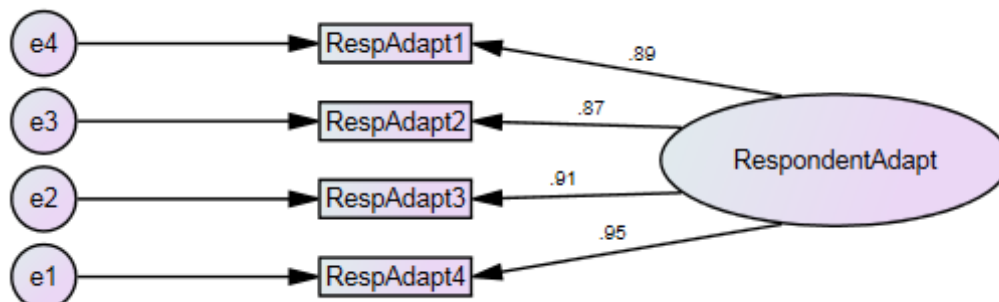 e4 RespAdapt1
.89
e3 RespAdapt2
.87
RespondentAdapt
e2 RespAdapt3
.91
e1 RespAdapt4
.95